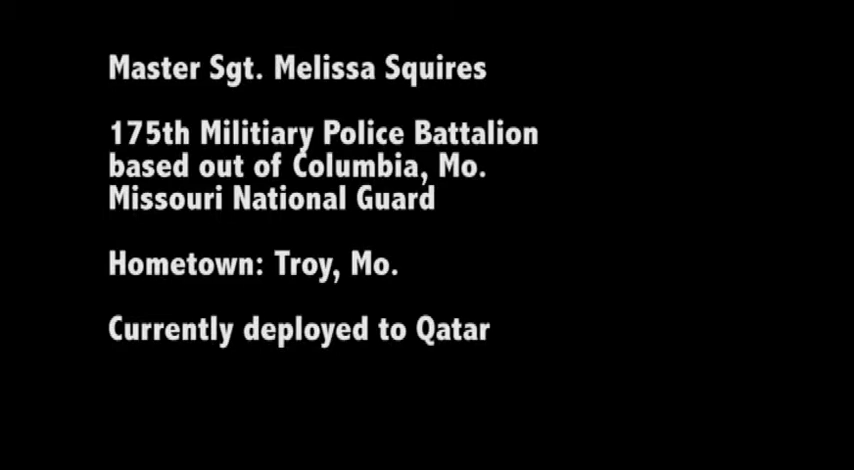 Master Sgt. Melissa Squires
175th Militiary Police Battalion
based out of Columbia, Mo.
Missouri National Guard
Hometown: Troy, Mo.
Currently deployed to Qatar